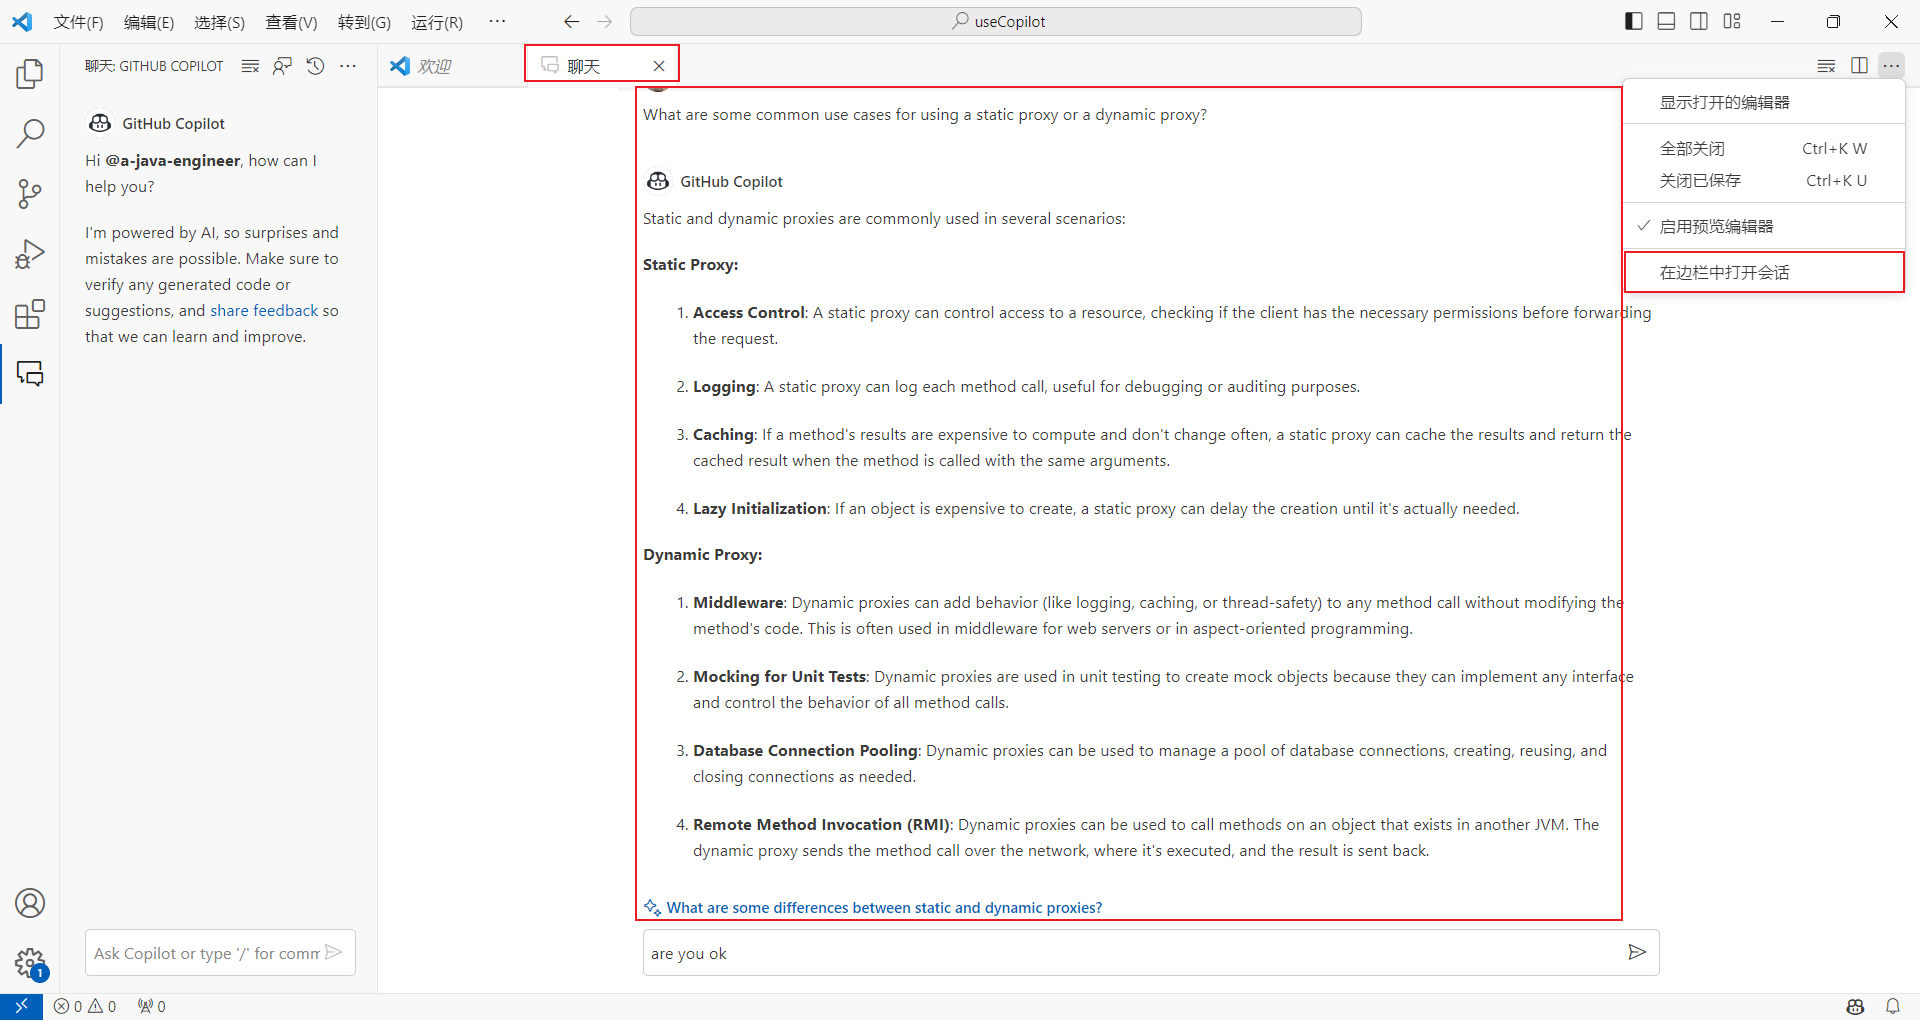 文件(F) 编辑(E) 选择(S) 查看(V) 转到(G) 运行(R) ··· useCopilot
聊天: GITHUB COPILOT ···
GitHub Copilot
Hi @a-java-engineer, how can I
help you?
I'm powered by AI, so surprises and
mistakes are possible. Make sure to
verify any generated code or
suggestions, and share feedback so
that we can learn and improve.
Ask Copilot or type '/' for comm
欢迎 聊天 ···
What are some common use cases for using a static proxy or a dynamic proxy?
GitHub Copilot
Static and dynamic proxies are commonly used in several scenarios:
Static Proxy:
1. Access Control: A static proxy can control access to a resource, checking if the client has the necessary permissions before forwarding
the request.
2. Logging: A static proxy can log each method call, useful for debugging or auditing purposes.
3. Caching: If a method's results are expensive to compute and don't change often, a static proxy can cache the results and return the
cached result when the method is called with the same arguments.
4. Lazy Initialization: If an object is expensive to create, a static proxy can delay the creation until it's actually needed.
Dynamic Proxy:
1. Middleware: Dynamic proxies can add behavior (like logging, caching, or thread-safety) to any method call without modifying the
method's code. This is often used in middleware for web servers or in aspect-oriented programming.
2. Mocking for Unit Tests: Dynamic proxies are used in unit testing to create mock objects because they can implement any interface
and control the behavior of all method calls.
3. Database Connection Pooling: Dynamic proxies can be used to manage a pool of database connections, creating, reusing, and
closing connections as needed.
4. Remote Method Invocation (RMI): Dynamic proxies can be used to call methods on an object that exists in another JVM. The
dynamic proxy sends the method call over the network, where it's executed, and the result is sent back.
What are some differences between static and dynamic proxies?
are you ok
显示打开的编辑器
全部关闭 Ctrl+K W
关闭已保存 Ctrl+K U
启用预览编辑器
在边栏中打开会话
1
0 0 0